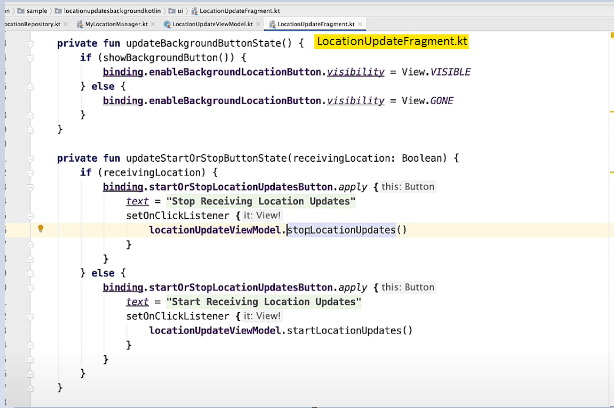 on › sample › locationupdatesbackgroundkotlin › ui › LocationUpdateFragment.kt
ocationRepository.kt × MyLocationManager.kt × LocationUpdateViewModel.kt × LocationUpdateFragment.kt ×
private fun updateBackgroundButtonState() { LocationUpdateFragment.kt
if (showBackgroundButton()) {
binding.enableBackgroundLocationButton.visibility = View.VISIBLE
} else {
binding.enableBackgroundLocationButton.visibility = View.GONE
}
}
private fun updateStartOrStopButtonState(receivingLocation: Boolean) {
if (receivingLocation) {
binding.startOrStopLocationUpdatesButton.apply { this: Button
text = "Stop Receiving Location Updates"
setOnClickListener { it: View!
locationUpdateViewModel.stopLocationUpdates()
}
}
} else {
binding.startOrStopLocationUpdatesButton.apply { this: Button
text = "Start Receiving Location Updates"
setOnClickListener { it: View!
locationUpdateViewModel.startLocationUpdates()
}
}
}
}